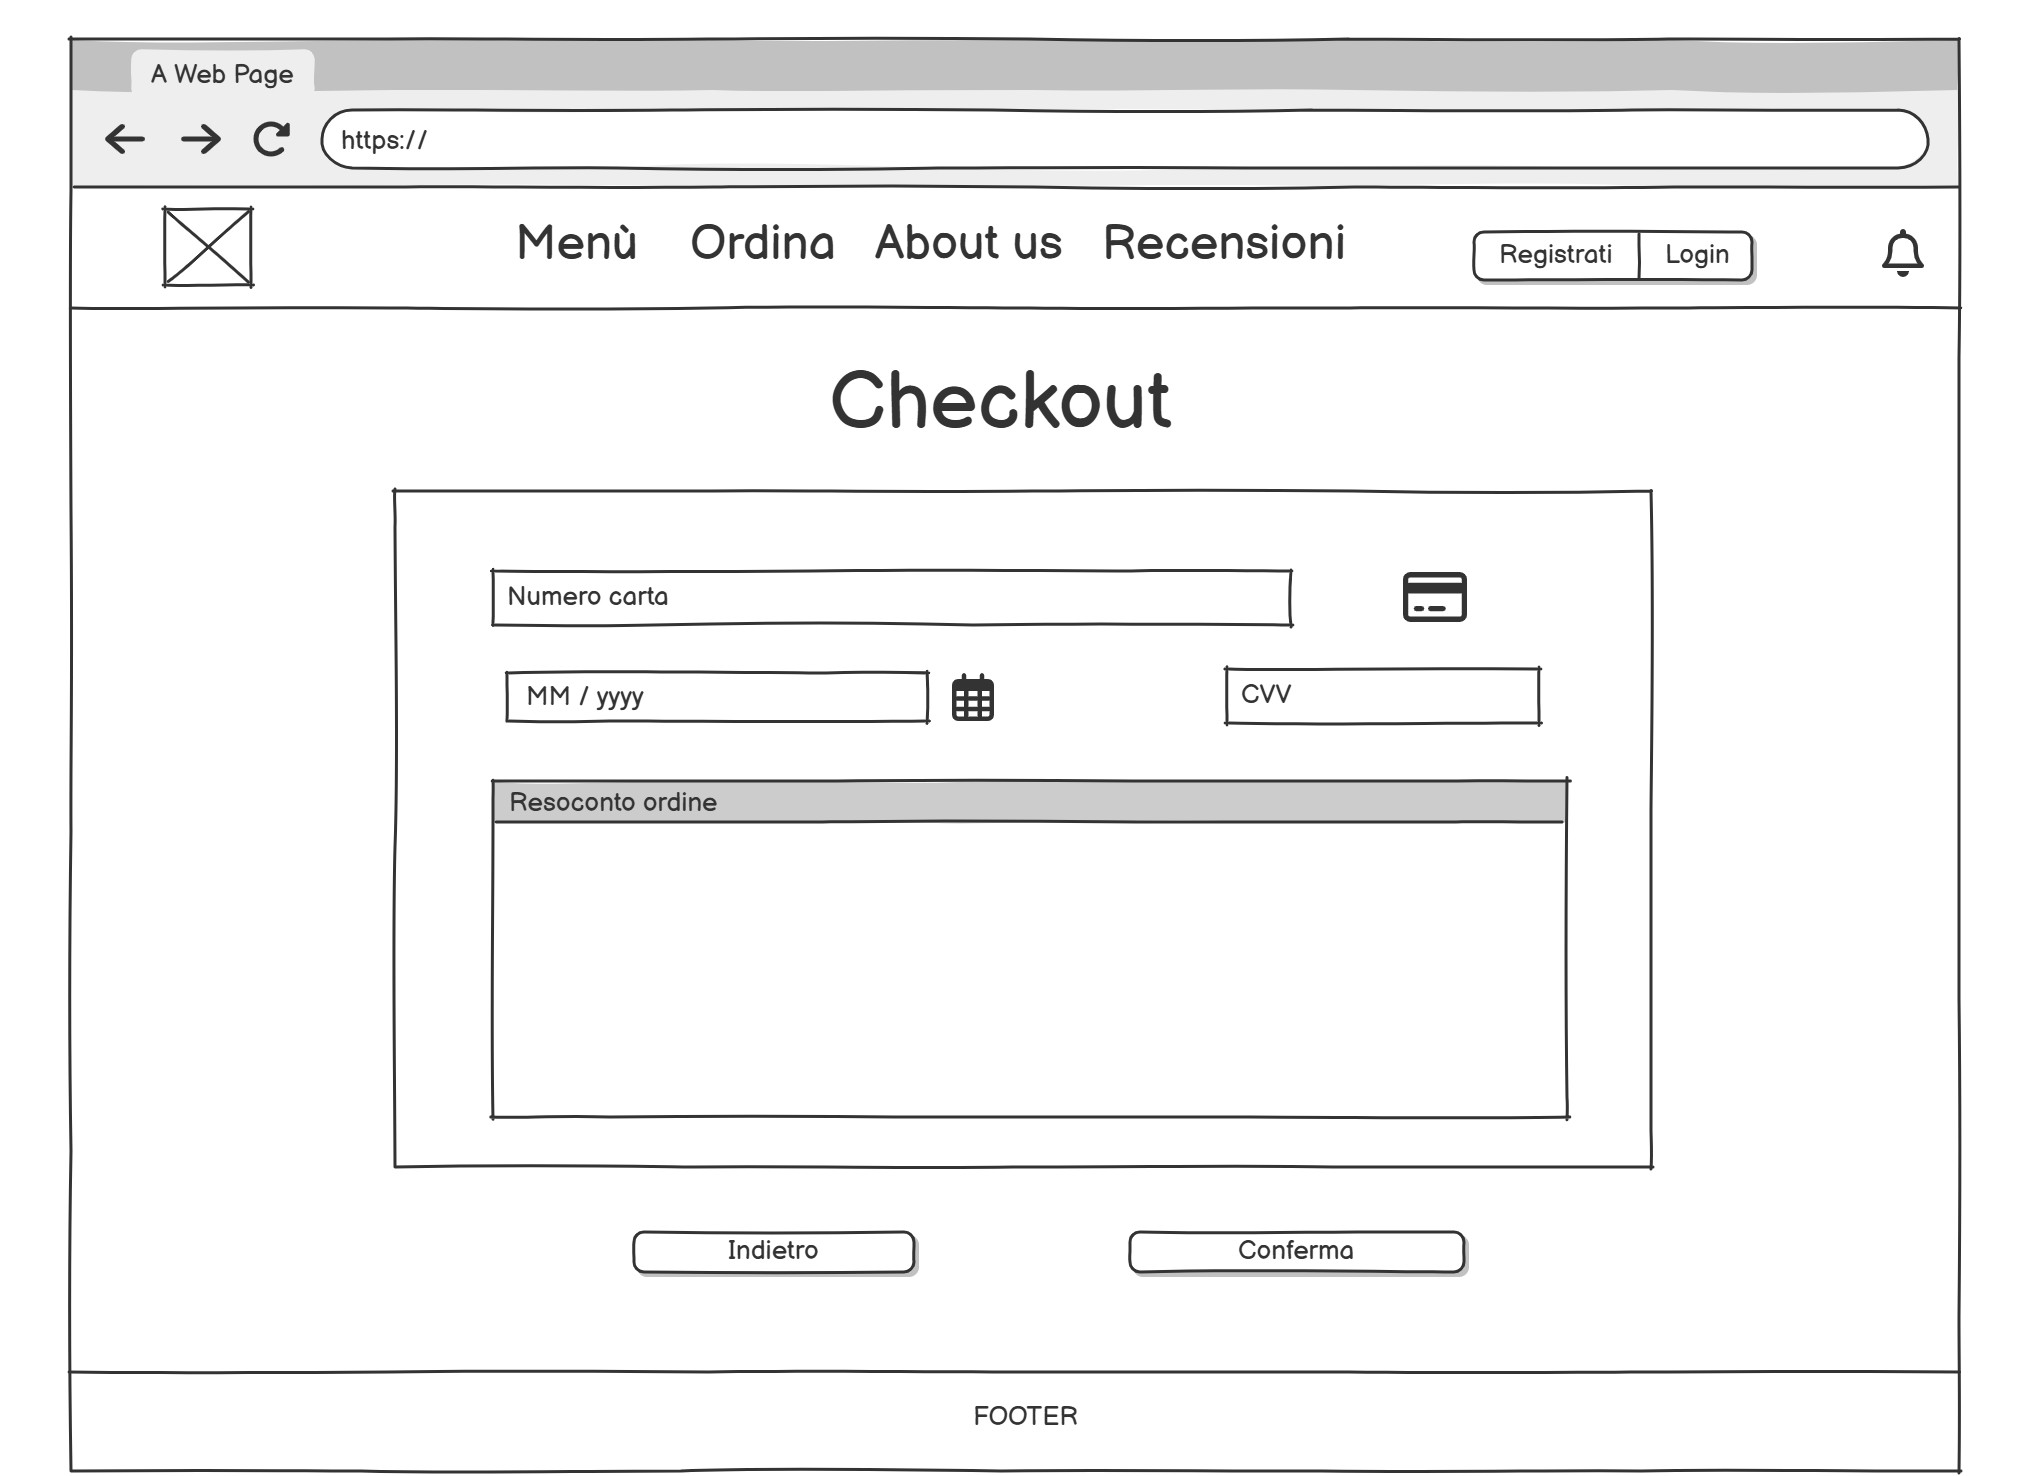 A Web Page
https://
Menù Ordina About us Recensioni Registrati Login
Checkout
Numero carta
MM / yyyy CVV
Resoconto ordine
Indietro Conferma
FOOTER